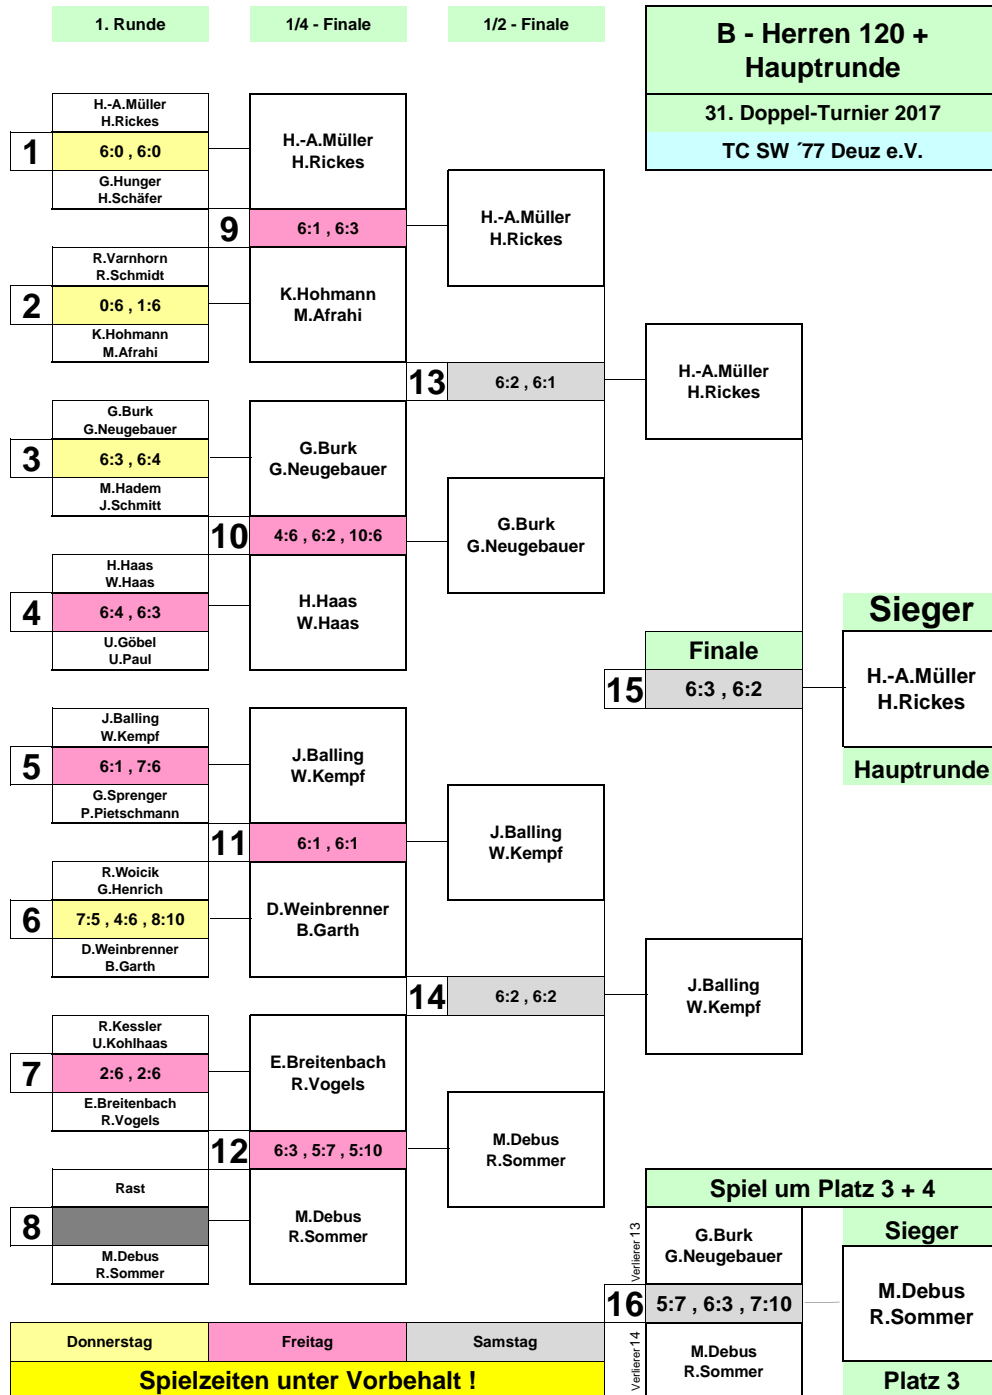 1. Runde
1/4 - Finale
1/2 - Finale
B - Herren 120 +
Hauptrunde
31. Doppel-Turnier 2017
TC SW ´77 Deuz e.V.
H.-A.Müller
H.Rickes
1
6:0 , 6:0
G.Hunger
H.Schäfer
R.Varnhorn
R.Schmidt
2
0:6 , 1:6
K.Hohmann
M.Afrahi
G.Burk
G.Neugebauer
3
6:3 , 6:4
M.Hadem
J.Schmitt
H.Haas
W.Haas
4
6:4 , 6:3
U.Göbel
U.Paul
J.Balling
W.Kempf
5
6:1 , 7:6
G.Sprenger
P.Pietschmann
R.Woicik
G.Henrich
6
7:5 , 4:6 , 8:10
D.Weinbrenner
B.Garth
R.Kessler
U.Kohlhaas
7
2:6 , 2:6
E.Breitenbach
R.Vogels
Rast
8
M.Debus
R.Sommer
H.-A.Müller
H.Rickes
9
6:1 , 6:3
K.Hohmann
M.Afrahi
G.Burk
G.Neugebauer
10
4:6 , 6:2 , 10:6
H.Haas
W.Haas
J.Balling
W.Kempf
11
6:1 , 6:1
D.Weinbrenner
B.Garth
E.Breitenbach
R.Vogels
12
6:3 , 5:7 , 5:10
M.Debus
R.Sommer
H.-A.Müller
H.Rickes
13
6:2 , 6:1
G.Burk
G.Neugebauer
J.Balling
W.Kempf
14
6:2 , 6:2
M.Debus
R.Sommer
H.-A.Müller
H.Rickes
Finale
15
6:3 , 6:2
J.Balling
W.Kempf
Sieger
H.-A.Müller
H.Rickes
Hauptrunde
Spiel um Platz 3 + 4
Verlierer 13
G.Burk
G.Neugebauer
16
5:7 , 6:3 , 7:10
Verlierer 14
M.Debus
R.Sommer
Sieger
M.Debus
R.Sommer
Platz 3
Donnerstag
Freitag
Samstag
Spielzeiten unter Vorbehalt !